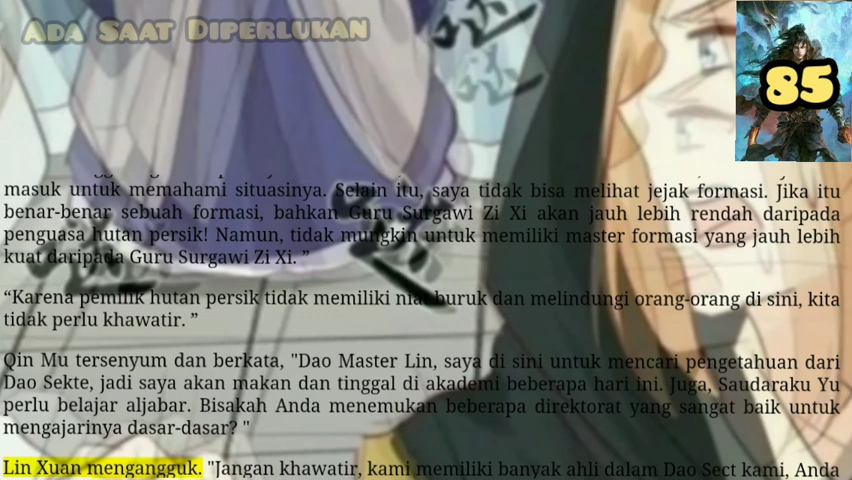 Ada Saat Diperlukan
85
masuk untuk memahami situasinya. Selain itu, saya tidak bisa melihat jejak formasi. Jika itu
benar-benar sebuah formasi, bahkan Guru Surgawi Zi Xi akan jauh lebih rendah daripada
penguasa hutan persik! Namun, tidak mungkin untuk memiliki master formasi yang jauh lebih
kuat daripada Guru Surgawi Zi Xi. ”
“Karena pemilik hutan persik tidak memiliki niat buruk dan melindungi orang-orang di sini, kita
tidak perlu khawatir. ”
Qin Mu tersenyum dan berkata, "Dao Master Lin, saya di sini untuk mencari pengetahuan dari
Dao Sekte, jadi saya akan makan dan tinggal di akademi beberapa hari ini. Juga, Saudaraku Yu
perlu belajar aljabar. Bisakah Anda menemukan beberapa direktorat yang sangat baik untuk
mengajarinya dasar-dasar? "
Lin Xuan mengangguk. "Jangan khawatir, kami memiliki banyak ahli dalam Dao Sect kami, Anda